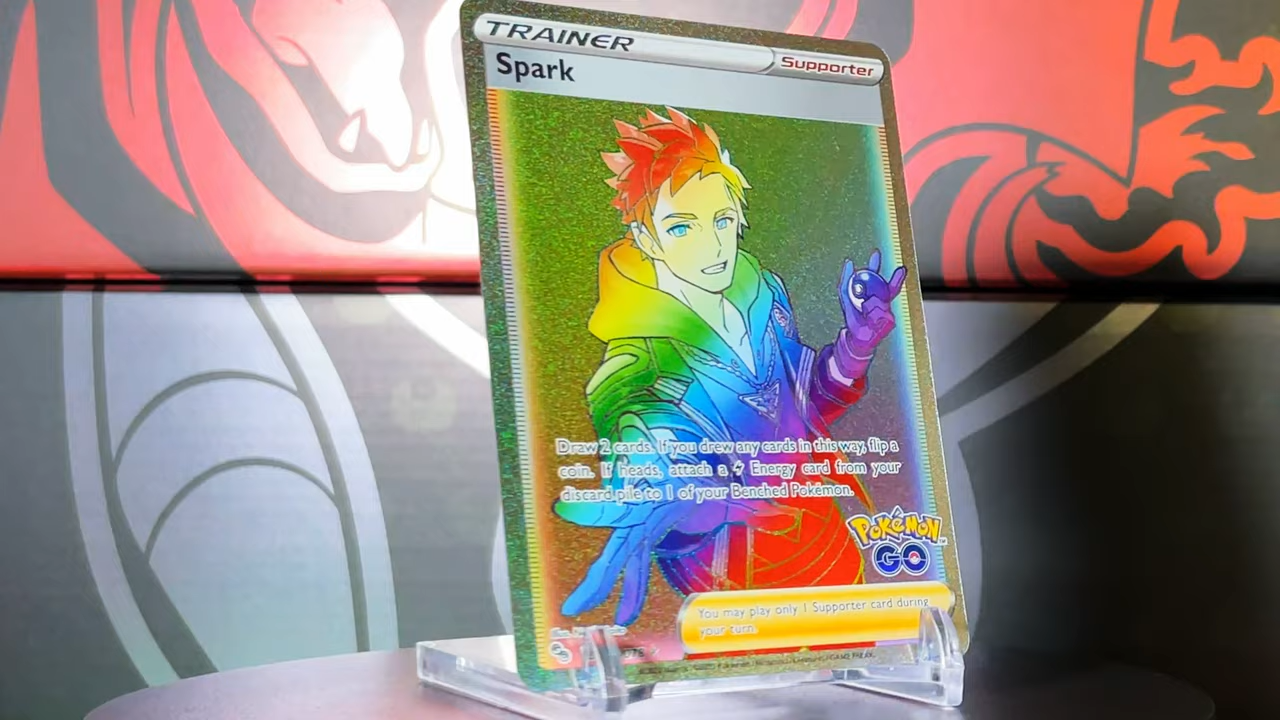 TRAINER
Supporter
Spark
Draw 2 cards. If you drew any cards in this way, flip a
coin. If heads, attach a Energy card from your
discard pile to 1 of your Benched Pokémon.
POKÉMON
GO
You may play only 1 Supporter card during
your turn.